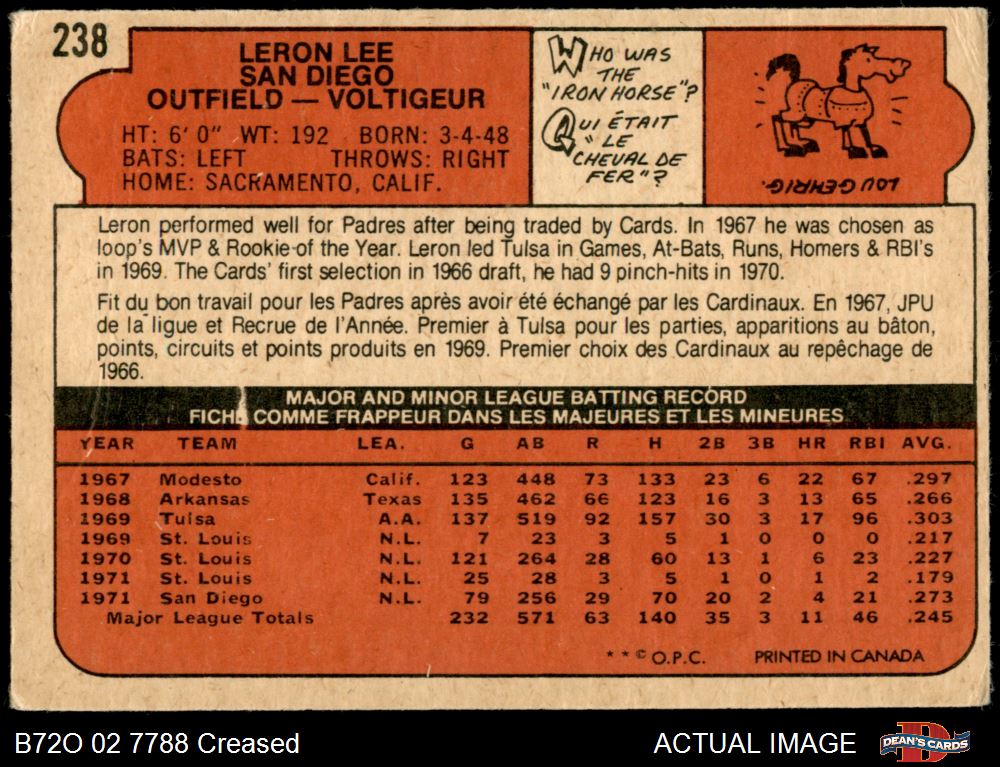 238
LERON LEE
SAN DIEGO
OUTFIELD — VOLTIGEUR
HT: 6' 0" WT: 192 BORN: 3-4-48
BATS: LEFT THROWS: RIGHT
HOME: SACRAMENTO, CALIF.
WHO WAS
THE
"IRON HORSE"?
QUI ÉTAIT
"LE
CHEVAL DE
FER"?
LOU GEHRIG.
Leron performed well for Padres after being traded by Cards. In 1967 he was chosen as
loop's MVP & Rookie-of the Year. Leron led Tulsa in Games, At-Bats, Runs, Homers & RBI's
in 1969. The Cards' first selection in 1966 draft, he had 9 pinch-hits in 1970.
Fit du bon travail pour les Padres après avoir été échangé par les Cardinaux. En 1967, JPU
de la ligue et Recrue de l'Année. Premier à Tulsa pour les parties, apparitions au bâton,
points, circuits et points produits en 1969. Premier choix des Cardinaux au repêchage de
1966.
MAJOR AND MINOR LEAGUE BATTING RECORD
FICHE COMME FRAPPEUR DANS LES MAJEURES ET LES MINEURES
YEAR TEAM LEA. G AB R H 2B 3B HR RBI AVG.
1967 Modesto Calif. 123 448 73 133 23 6 22 67 .297
1968 Arkansas Texas 135 462 66 123 16 3 13 65 .266
1969 Tulsa A.A. 137 519 92 157 30 3 17 96 .303
1969 St. Louis N.L. 7 23 3 5 1 0 0 0 .217
1970 St. Louis N.L. 121 264 28 60 13 1 6 23 .227
1971 St. Louis N.L. 25 28 3 5 1 0 1 2 .179
1971 San Diego N.L. 79 256 29 70 20 2 4 21 .273
Major League Totals 232 571 63 140 35 3 11 46 .245
* * © O.P.C. PRINTED IN CANADA
B72O 02 7788 Creased
ACTUAL IMAGE
D
DEAN'S CARDS